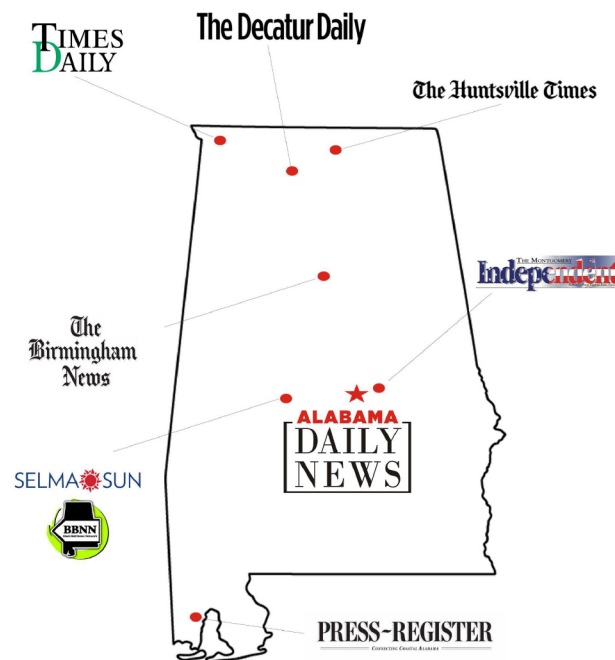 TIMES
DAILY
The Decatur Daily
The Huntsville Times
THE MONTGOMERY
Independent
The
Birmingham
News
ALABAMA
DAILY
NEWS
SELMA SUN
BBNN
PRESS-REGISTER
CONNECTING COASTAL ALABAMA